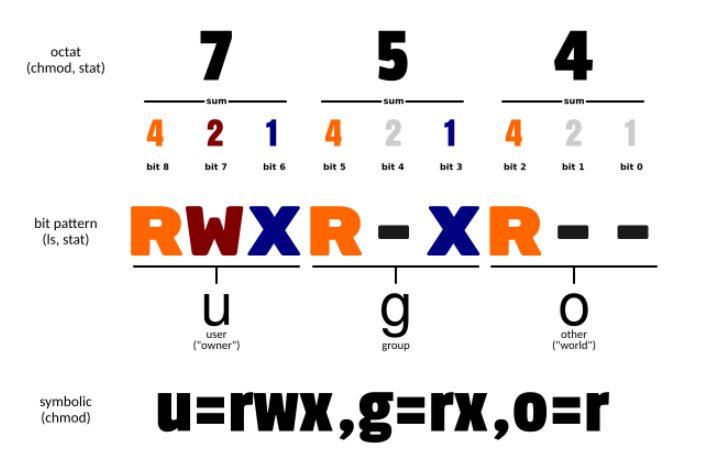 octat
(chmod, stat)
7 5 4
sum sum sum
4 2 1 4 2 1 4 2 1
bit 8 bit 7 bit 6 bit 5 bit 4 bit 3 bit 2 bit 1 bit 0
bit pattern
(ls, stat)
RWXR-XR--
u g o
user group other
("owner") ("world")
symbolic
(chmod)
u=rwx,g=rx,o=r